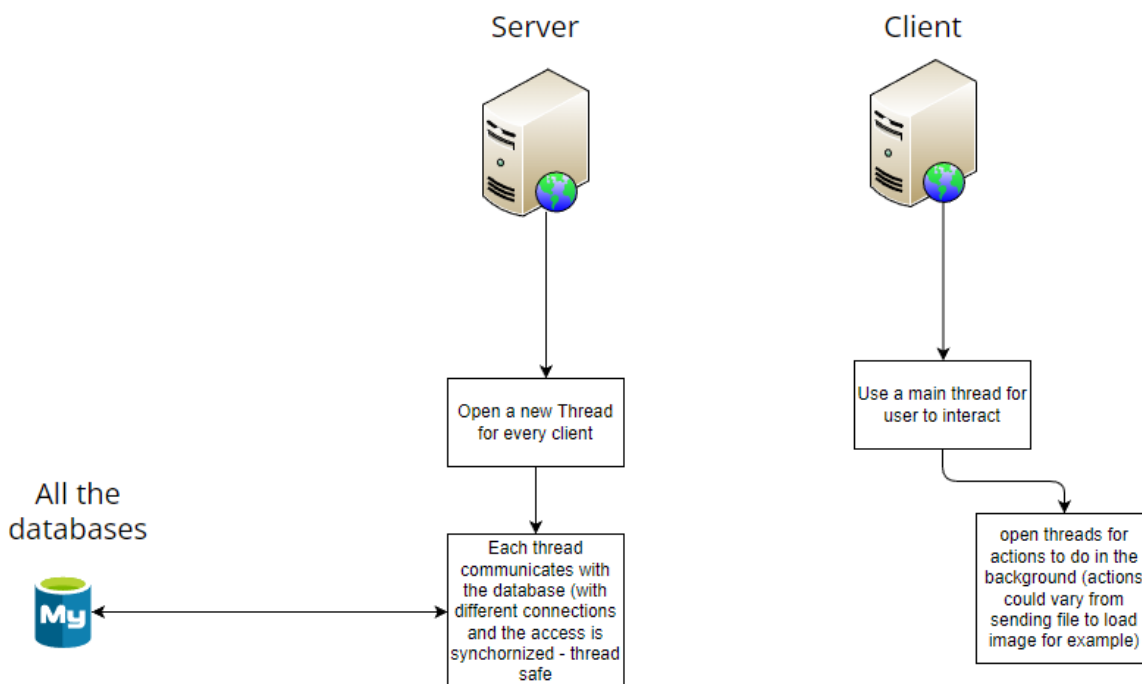 Server
Client
Open a new Thread
for every client
Use a main thread for
user to interact
All the
databases
My
Each thread
communicates with
the database (with
different connections
and the access is
synchornized - thread
safe
open threads for
actions to do in the
background (actions
could vary from
sending file to load
image for example)